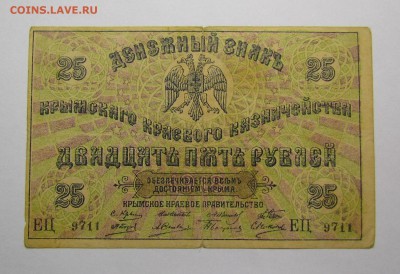 COINS.ЛАVE.RU
ДЕНЕЖНЫЙ ЗНАКЪ
25 25
КРЫМСКАГО КРАЕВОГО КАЗНАЧЕЙСТВА
ДВАДЦАТЬ ПЯТЬ РУБЛЕЙ
ОБЕЗПЕЧИВАЕТСЯ ВСѢМЪ
ДОСТОЯНІЕМЪ КРЫМА
25 25
КРЫМСКОЕ КРАЕВОЕ ПРАВИТЕЛЬСТВО
ЕЦ 9711 ЕЦ 9711